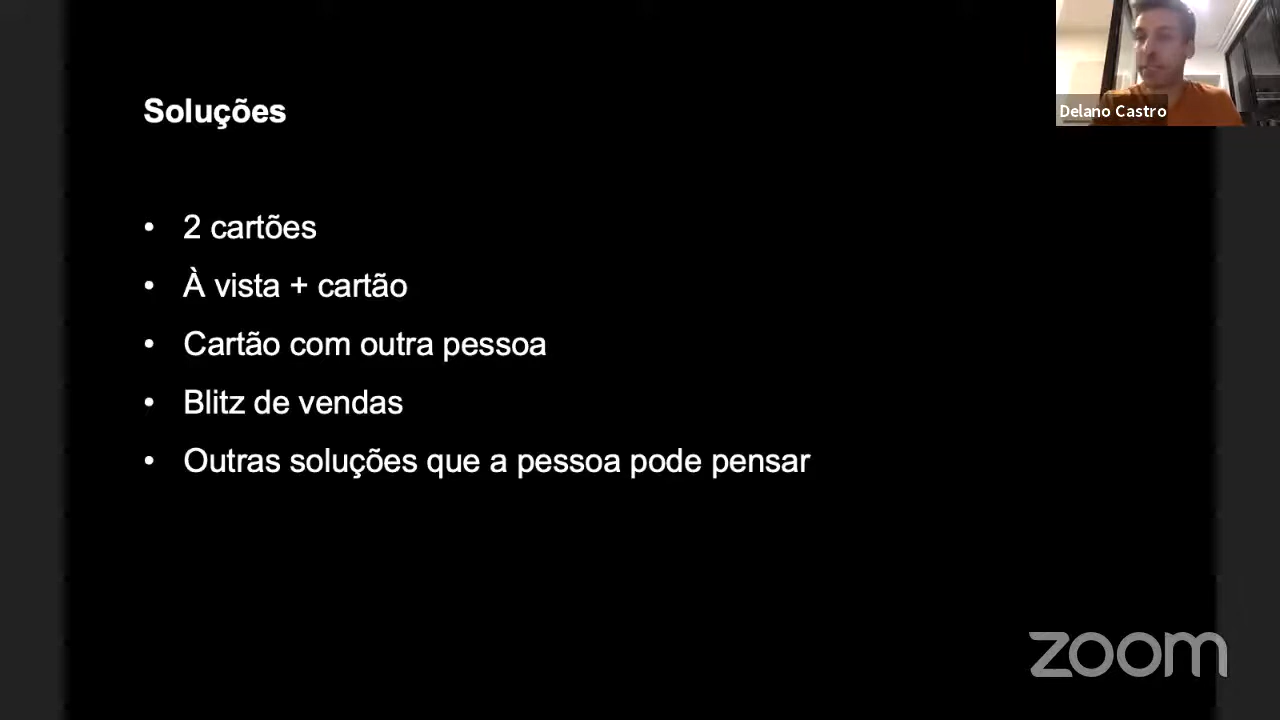 Soluções
Delano Castro
• 2 cartões
• À vista + cartão
• Cartão com outra pessoa
• Blitz de vendas
• Outras soluções que a pessoa pode pensar
zoom